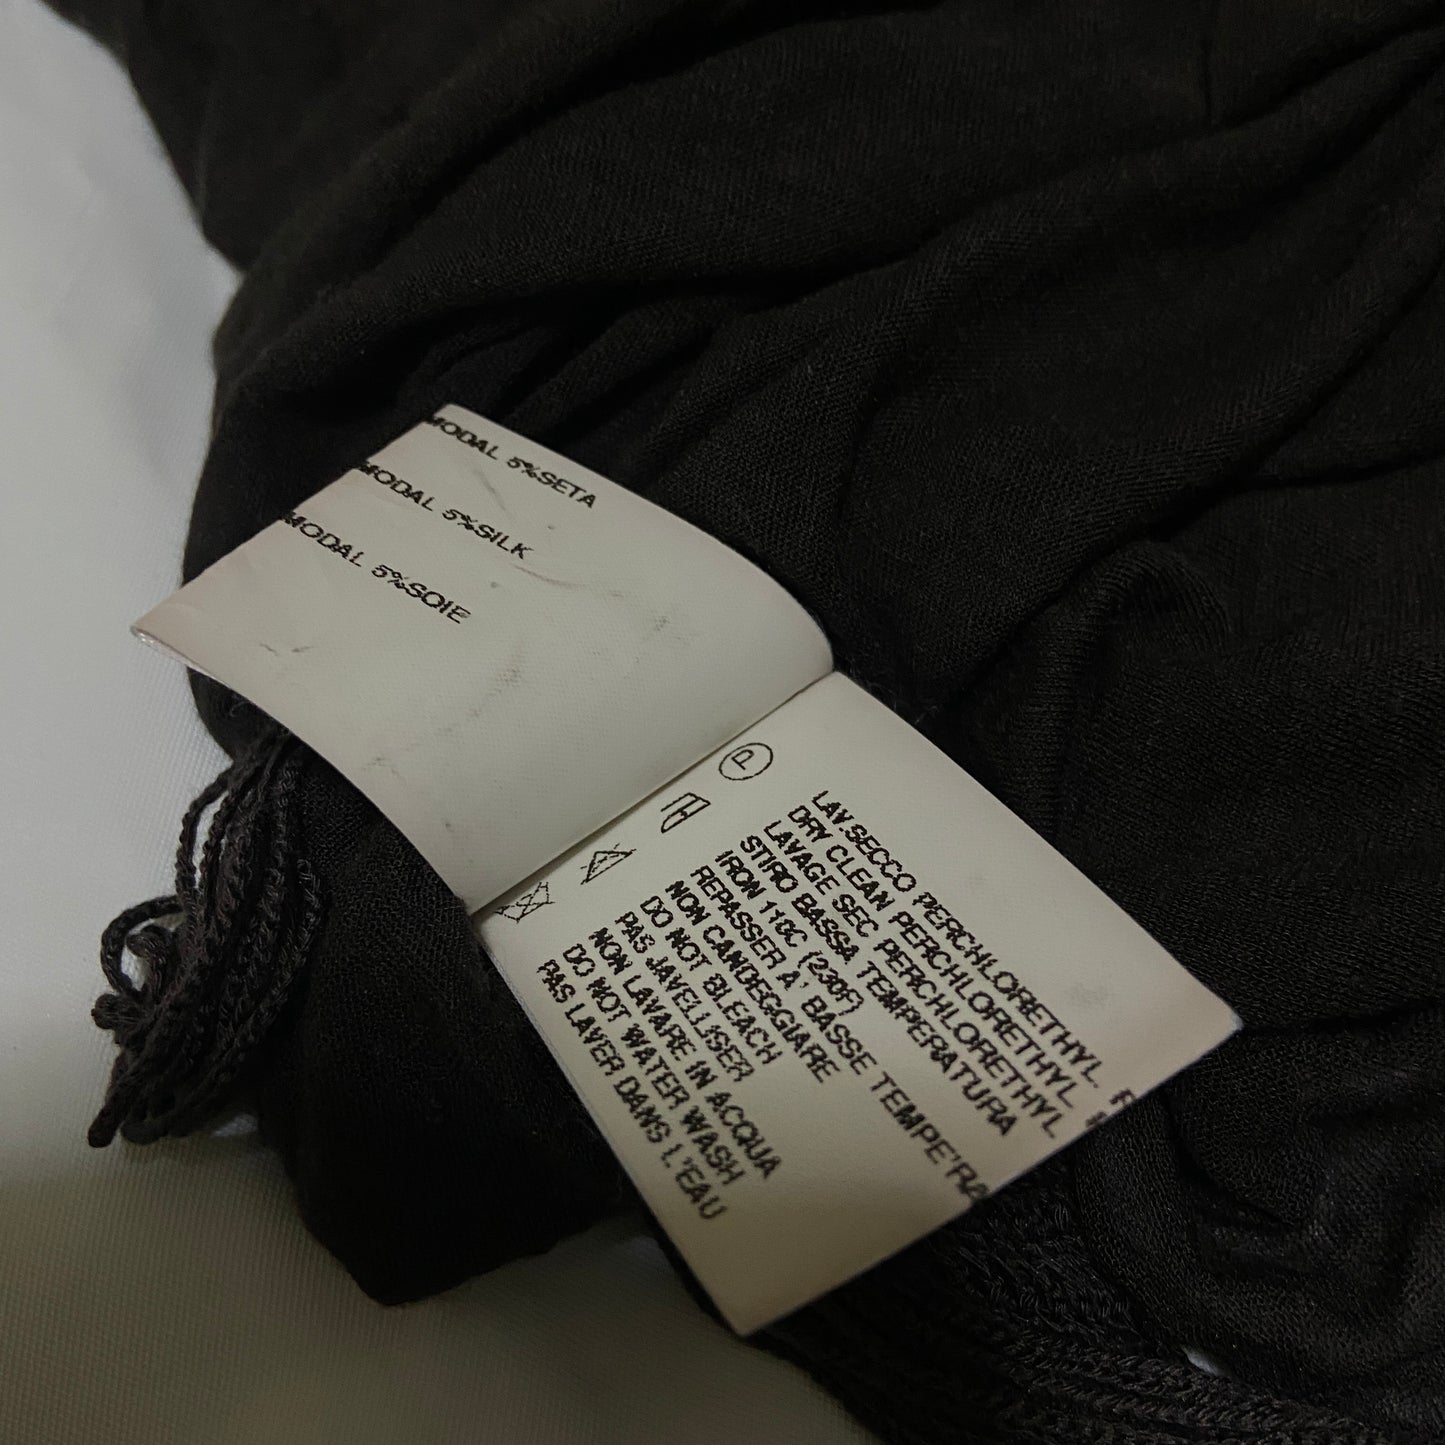 MODAL 5%SETA
MODAL 5%SILK
MODAL 5%SOIE
P
LAV SECCO PERCHLORETHYL
DRY CLEAN PERCHLORETHYL
LAVAGE SEC PERCHLORETHYL
STIRO BASSA TEMPERATURA
IRON 110C (230F)
REPASSER A' BASSE TEMPE'RA
NON CANDEGGIARE
DO NOT BLEACH
PAS JAVELLISER
NON LAVARE IN ACQUA
DO NOT WATER WASH
PAS LAVER DANS L'EAU